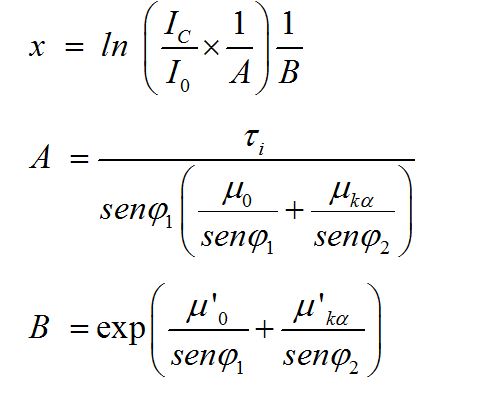 x = ln ( I_C / I_0 × 1 / A ) 1 / B
A = τ_i / ( senφ_1 ( μ_0 / senφ_1 + μ_kα / senφ_2 ) )
B = exp ( μ'_0 / senφ_1 + μ'_kα / senφ_2 )